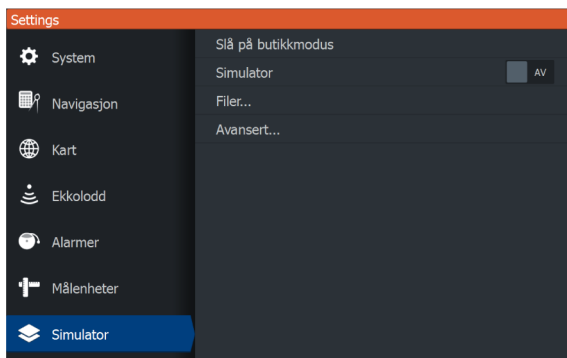 Settings
System
Navigasjon
Kart
Ekkolodd
Alarmer
Målenheter
Simulator
Slå på butikkmodus
Simulator AV
Filer...
Avansert...